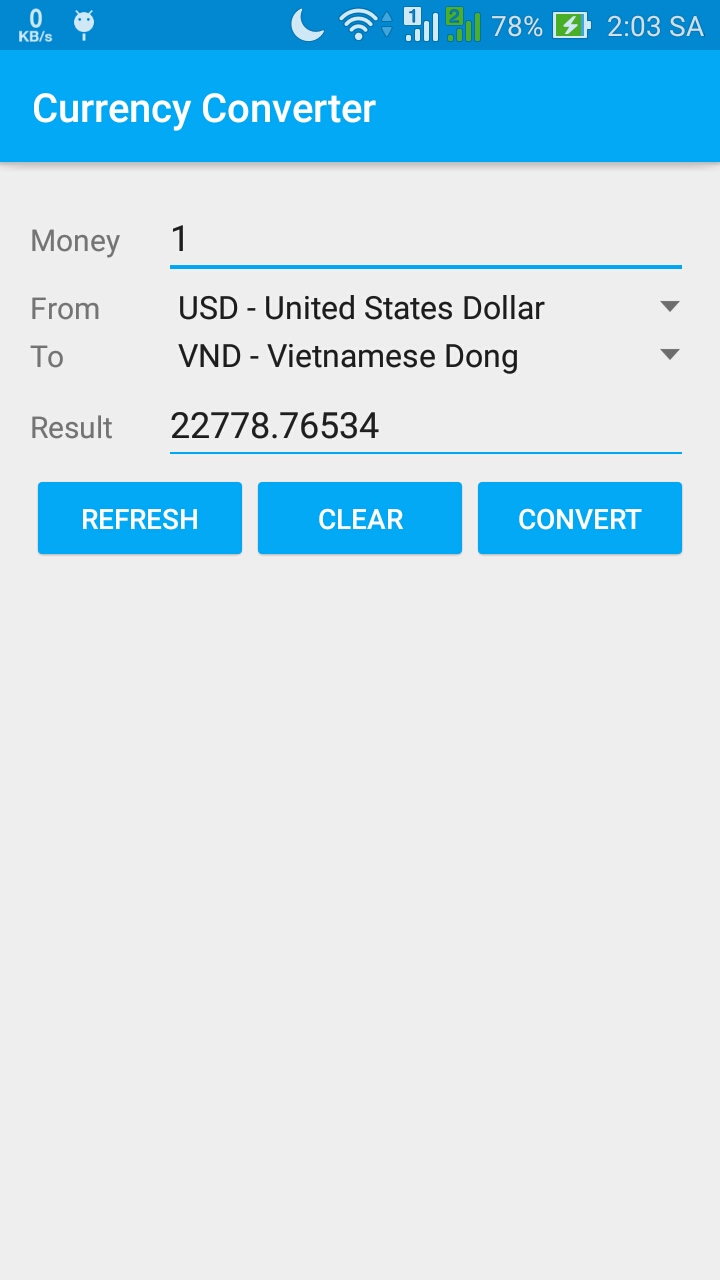 0 KB/s 1 2 78% 2:03 SA
Currency Converter
Money 1
From USD - United States Dollar
To VND - Vietnamese Dong
Result 22778.76534
REFRESH CLEAR CONVERT